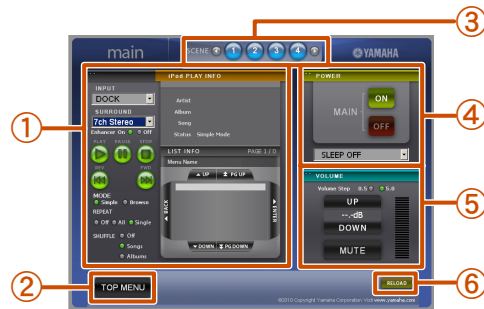 ③
main
SCENE 1 2 3 4
YAMAHA
①
iPod PLAY INFO
INPUT
DOCK
SURROUND
7ch Stereo
Enhancer On Off
PLAY PAUSE STOP
REV FWD
MODE
Simple Browse
REPEAT
Off All Single
SHUFFLE Off
Songs
Albums
Artist
Album
Song
Status Simple Mode
LIST INFO PAGE 1 / 0
Menu Name
UP PG UP
BACK
ENTER
DOWN PG DOWN
POWER
MAIN
ON
OFF
④
SLEEP OFF
VOLUME
Volume Step 0.5 5.0
UP
--.-dB
DOWN
MUTE
⑤
②
TOP MENU
RELOAD
⑥
©2010 Copyright Yamaha Corporation Visit www.yamaha.com